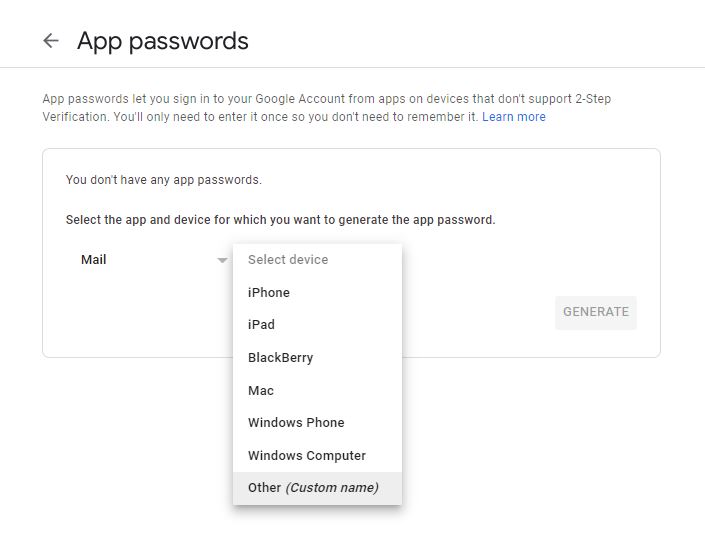 App passwords
App passwords let you sign in to your Google Account from apps on devices that don't support 2-Step
Verification. You'll only need to enter it once so you don't need to remember it. Learn more
You don't have any app passwords.
Select the app and device for which you want to generate the app password.
Mail
Select device
iPhone
iPad
BlackBerry
Mac
Windows Phone
Windows Computer
Other (Custom name)
GENERATE